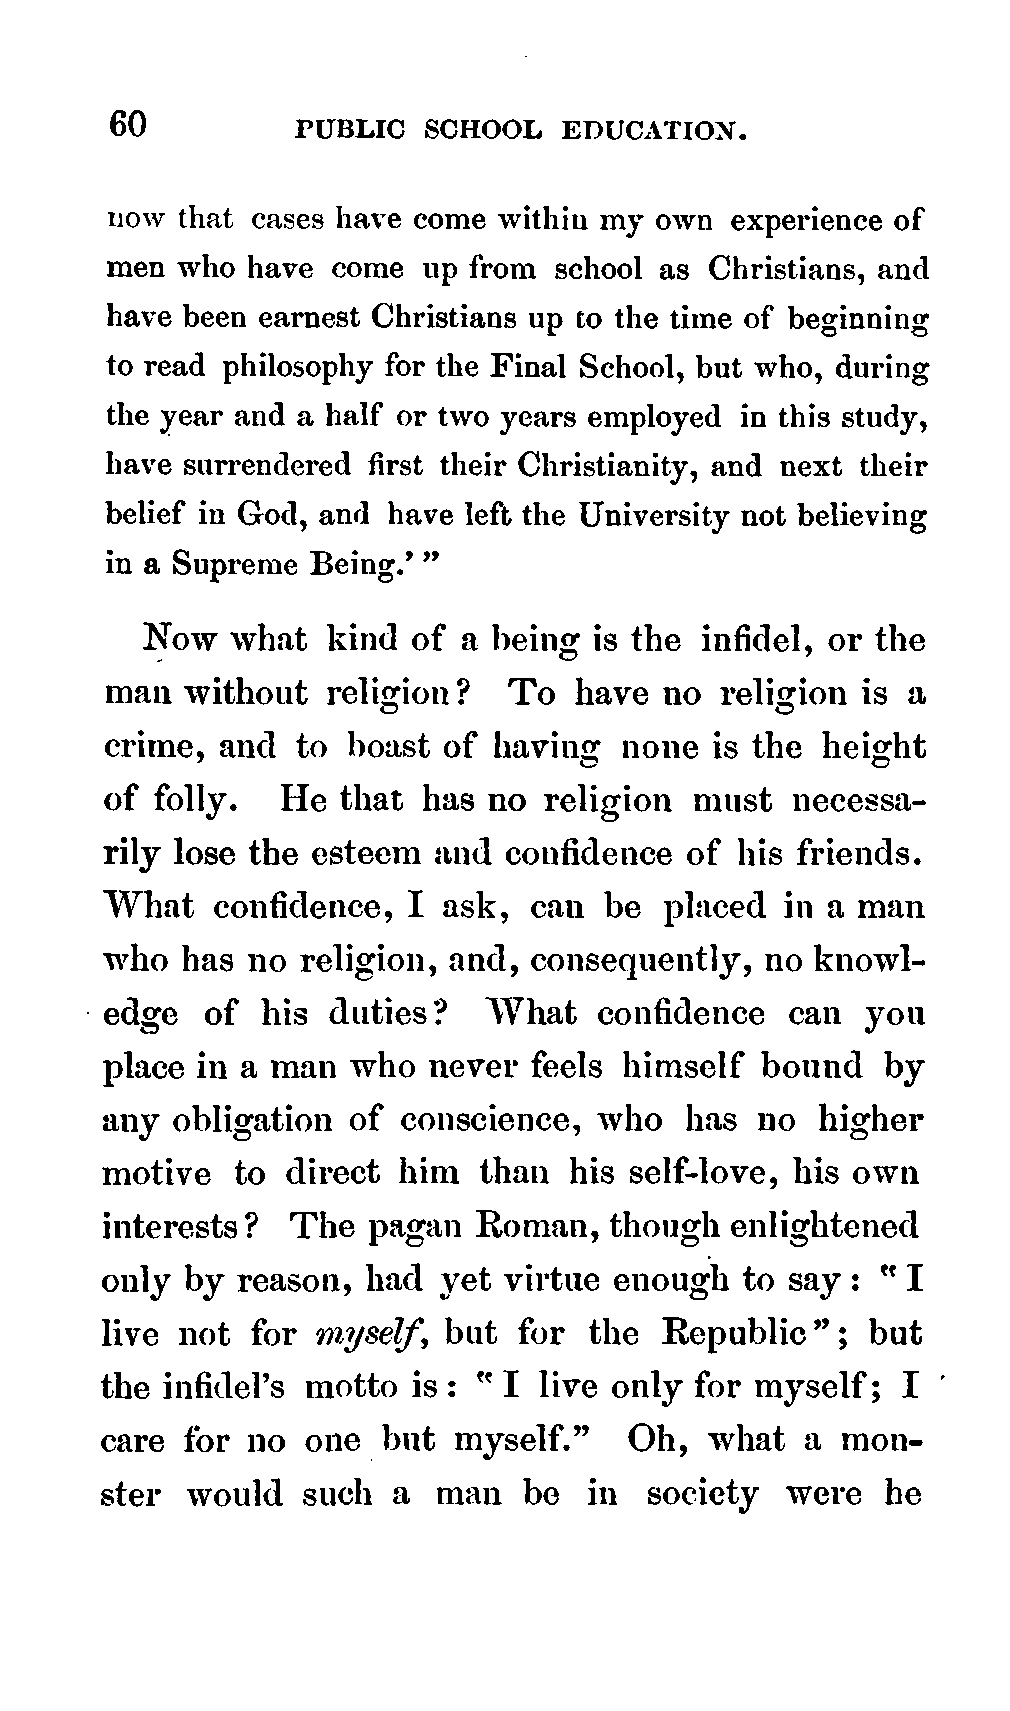 60 PUBLIC SCHOOL EDUCATION.
now that cases have come within my own experience of
men who have come up from school as Christians, and
have been earnest Christians up to the time of beginning
to read philosophy for the Final School, but who, during
the year and a half or two years employed in this study,
have surrendered first their Christianity, and next their
belief in God, and have left the University not believing
in a Supreme Being.' "
Now what kind of a being is the infidel, or the
man without religion? To have no religion is a
crime, and to boast of having none is the height
of folly. He that has no religion must necessa-
rily lose the esteem and confidence of his friends.
What confidence, I ask, can be placed in a man
who has no religion, and, consequently, no knowl-
edge of his duties? What confidence can you
place in a man who never feels himself bound by
any obligation of conscience, who has no higher
motive to direct him than his self-love, his own
interests? The pagan Roman, though enlightened
only by reason, had yet virtue enough to say: "I
live not for myself, but for the Republic"; but
the infidel's motto is: "I live only for myself; I
care for no one but myself." Oh, what a mon-
ster would such a man be in society were he